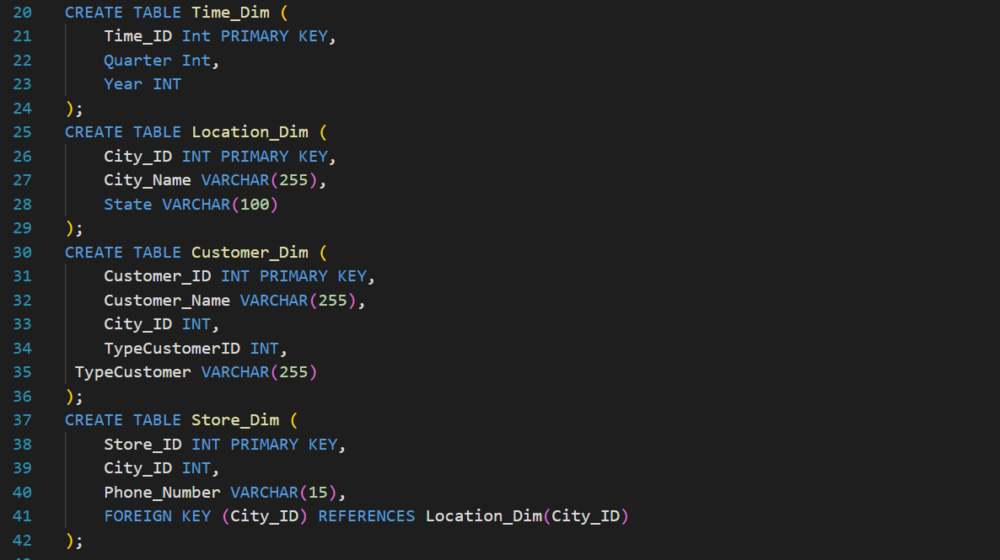 20 CREATE TABLE Time_Dim (
21 Time_ID Int PRIMARY KEY,
22 Quarter Int,
23 Year INT
24 );
25 CREATE TABLE Location_Dim (
26 City_ID INT PRIMARY KEY,
27 City_Name VARCHAR(255),
28 State VARCHAR(100)
29 );
30 CREATE TABLE Customer_Dim (
31 Customer_ID INT PRIMARY KEY,
32 Customer_Name VARCHAR(255),
33 City_ID INT,
34 TypeCustomerID INT,
35 TypeCustomer VARCHAR(255)
36 );
37 CREATE TABLE Store_Dim (
38 Store_ID INT PRIMARY KEY,
39 City_ID INT,
40 Phone_Number VARCHAR(15),
41 FOREIGN KEY (City_ID) REFERENCES Location_Dim(City_ID)
42 );